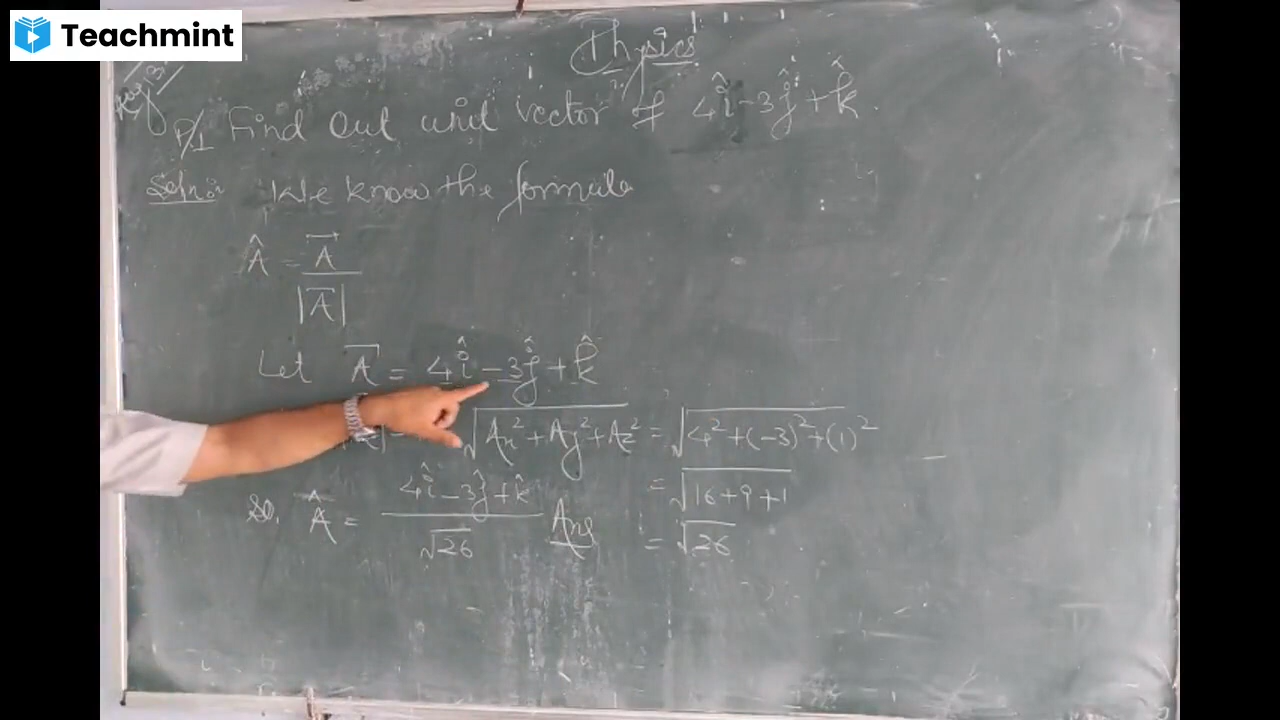 Teachmint
Physics
P/1 Find out unit vector of 4î - 3ĵ + k̂.
Soln: We know the formula
Â = A⃗
|A⃗|
Let A⃗ = 4î - 3ĵ + k̂
= √Ax² + Ay² + Az² = √4² + (-3)² + (1)²
= √16 + 9 + 1
So, Â = 4î - 3ĵ + k̂ / √26 Ans
= √26